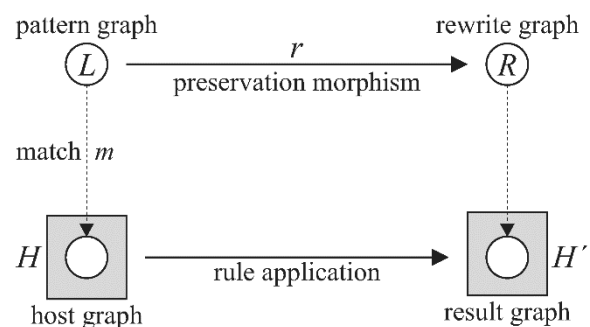 pattern graph
rewrite graph
L
r
R
preservation morphism
match m
H
H´
rule application
host graph
result graph